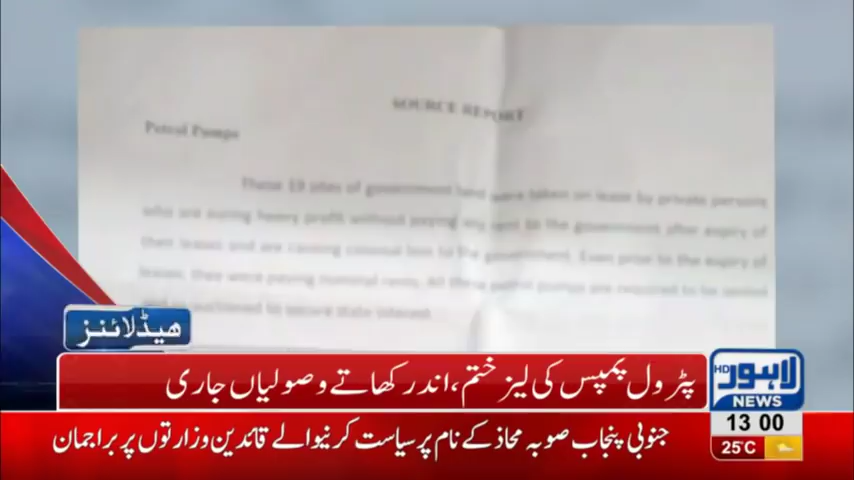 SOURCE REPORT
Petrol Pumps
These 19 sites of government land were taken on lease by private persons
who are earing heavy profit without paying any rent to the government after expiry of
their leases and are causing colossal loss to the government. Even prior to the expiry of
leases, they were paying nominal rents. All these petrol pumps are required to be sealed
and to secure state interest
ہیڈلائنز
پٹرول پمپس کی لیز ختم، اندر کھاتے وصولیاں جاری
HD لاہور
NEWS
جنوبی پنجاب صوبہ محاذ کے نام پر سیاست کرنیوالے قائدین وزارتوں پر براجمان
13 00
25°C